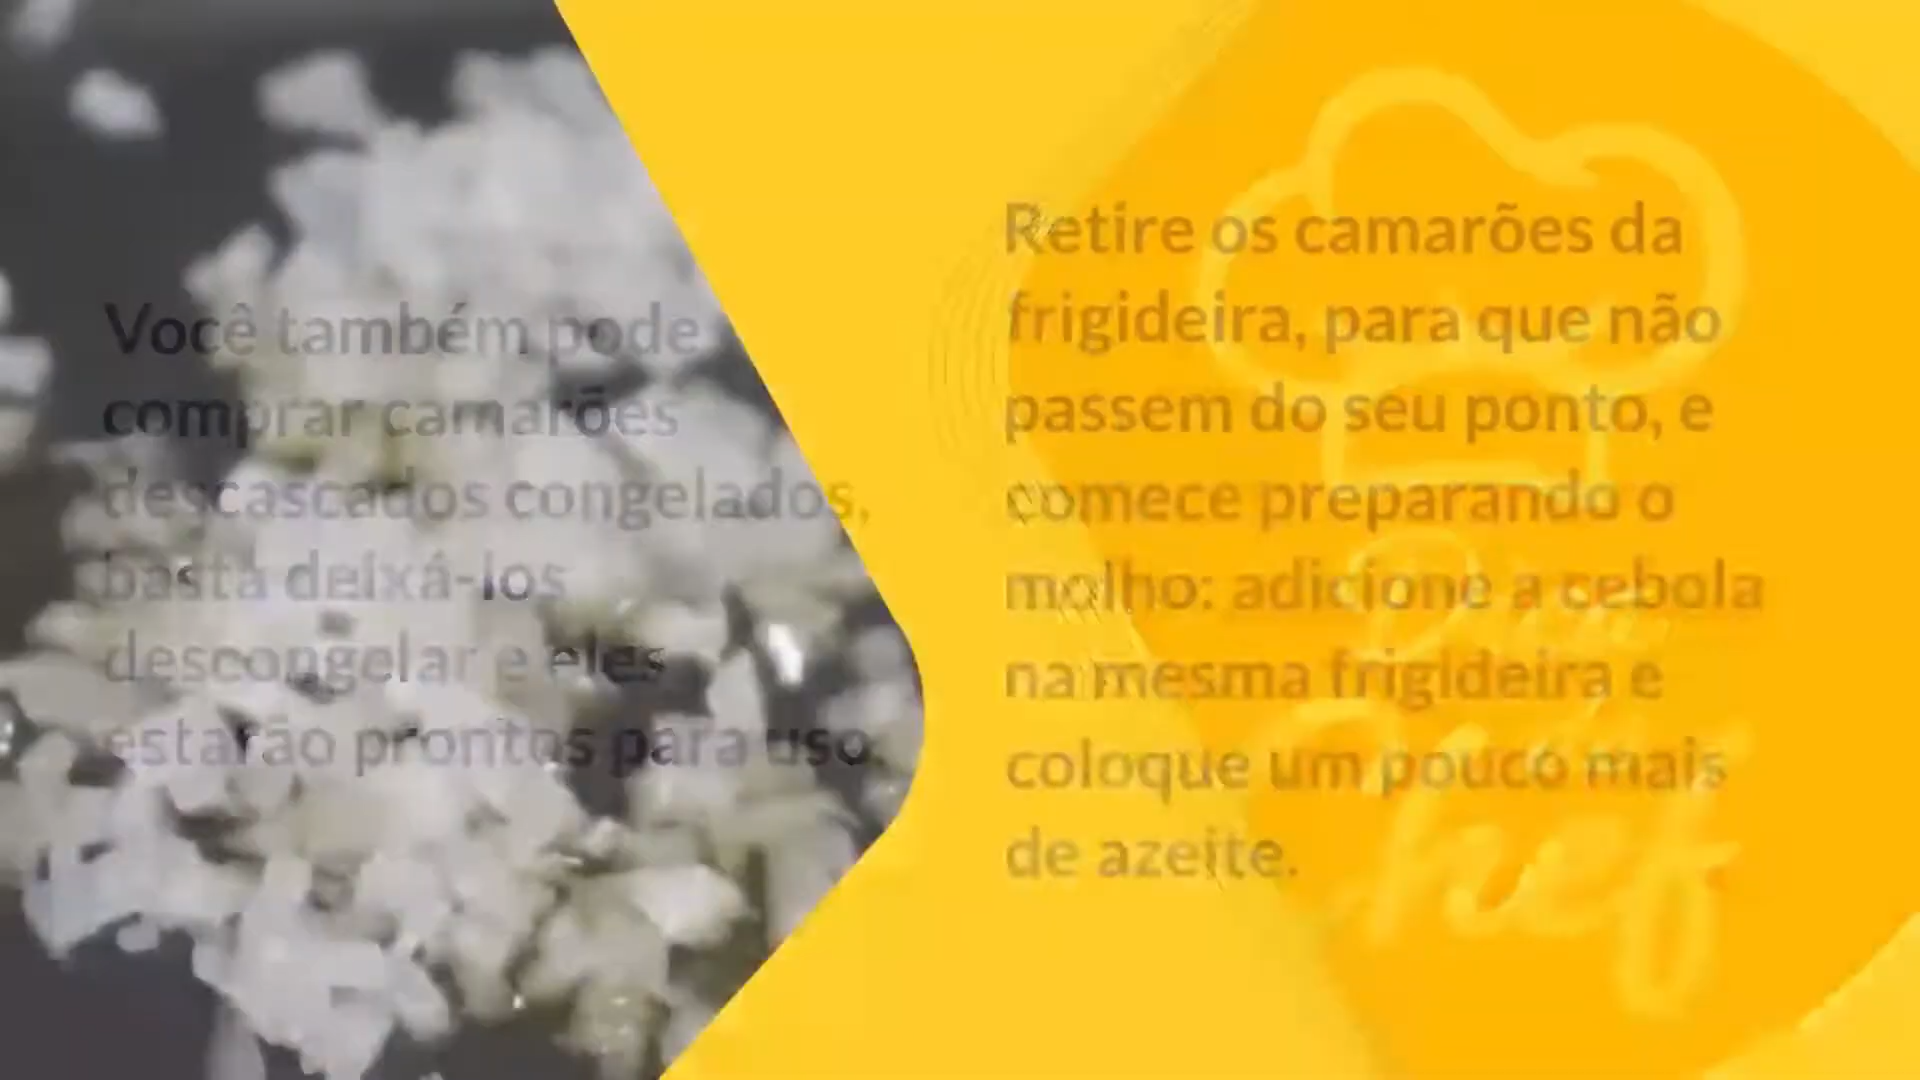 Você também pode
comprar camarões
descascados congelados,
basta deixá-los
descongelar e eles
estarão prontos para uso.
Retire os camarões da
frigideira, para que não
passem do seu ponto, e
comece preparando o
molho: adicione a cebola
na mesma frigideira e
coloque um pouco mais
de azeite.
Dica
Chef